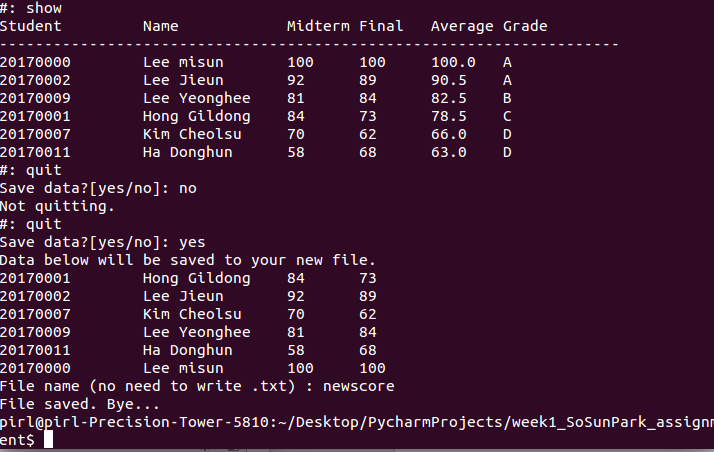 #: show
Student Name Midterm Final Average Grade
---------------------------------------------------------------------
20170000 Lee misun 100 100 100.0 A
20170002 Lee Jieun 92 89 90.5 A
20170009 Lee Yeonghee 81 84 82.5 B
20170001 Hong Gildong 84 73 78.5 C
20170007 Kim Cheolsu 70 62 66.0 D
20170011 Ha Donghun 58 68 63.0 D
#: quit
Save data?[yes/no]: no
Not quitting.
#: quit
Save data?[yes/no]: yes
Data below will be saved to your new file.
20170001 Hong Gildong 84 73
20170002 Lee Jieun 92 89
20170007 Kim Cheolsu 70 62
20170009 Lee Yeonghee 81 84
20170011 Ha Donghun 58 68
20170000 Lee misun 100 100
File name (no need to write .txt) : newscore
File saved. Bye...
pirl@pirl-Precision-Tower-5810:~/Desktop/PycharmProjects/week1_SoSunPark_assignm
ent$